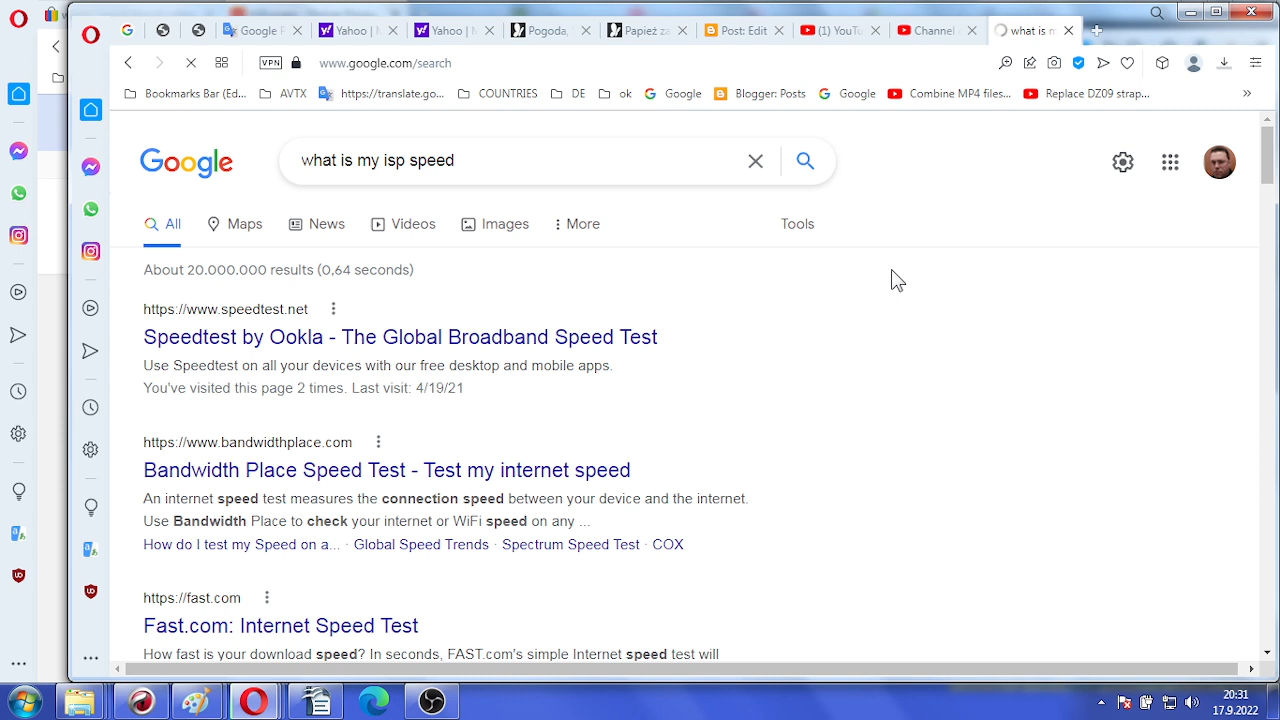 Google P
Yahoo |
Yahoo |
Pogoda,
Papież za
Post: Edit
(1) YouTu
Channel c
what is m
VPN
www.google.com/search
Bookmarks Bar (Ed...
AVTX
https://translate.go...
COUNTRIES
DE
ok
Google
Blogger: Posts
Google
Combine MP4 files...
Replace DZ09 strap...
»
Google
what is my isp speed
All
Maps
News
Videos
Images
More
Tools
About 20.000.000 results (0,64 seconds)
https://www.speedtest.net
Speedtest by Ookla - The Global Broadband Speed Test
Use Speedtest on all your devices with our free desktop and mobile apps.
You've visited this page 2 times. Last visit: 4/19/21
https://www.bandwidthplace.com
Bandwidth Place Speed Test - Test my internet speed
An internet speed test measures the connection speed between your device and the internet.
Use Bandwidth Place to check your internet or WiFi speed on any ...
How do I test my Speed on a... · Global Speed Trends · Spectrum Speed Test · COX
https://fast.com
Fast.com: Internet Speed Test
How fast is your download speed? In seconds, FAST.com's simple Internet speed test will
20:31
17.9.2022